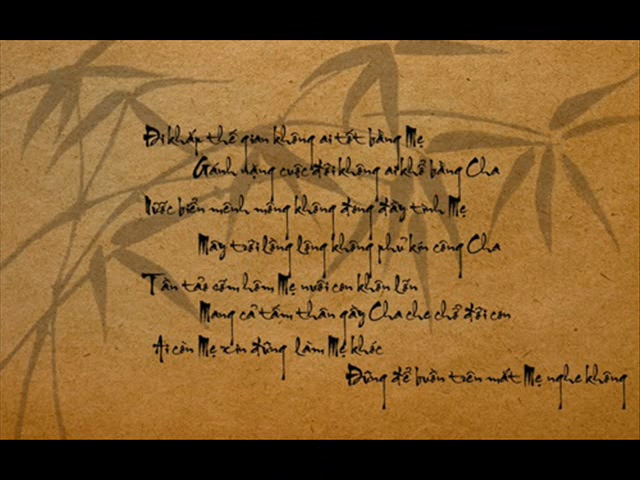 Đi khắp thế gian không ai tốt bằng Mẹ
Gánh nặng cuộc đời không ai khổ bằng Cha
Nước biển mênh mông không đong đầy tình Mẹ
Mây trời lồng lộng không phủ kín công Cha
Tần tảo sớm hôm Mẹ nuôi con khôn lớn
Mang cả tấm thân gầy Cha che chở đời con
Ai còn Mẹ xin đừng làm Mẹ khóc
Đừng để buồn trên mắt Mẹ nghe không